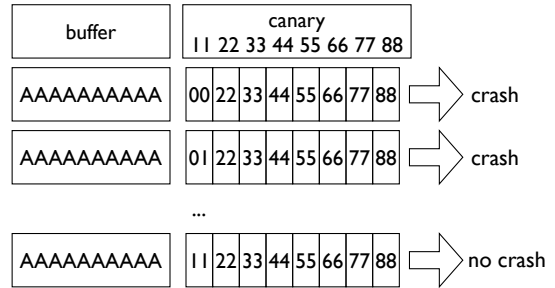 buffer
canary
11 22 33 44 55 66 77 88
AAAAAAAAAA 00 22 33 44 55 66 77 88 crash
AAAAAAAAAA 01 22 33 44 55 66 77 88 crash
...
AAAAAAAAAA 11 22 33 44 55 66 77 88 no crash